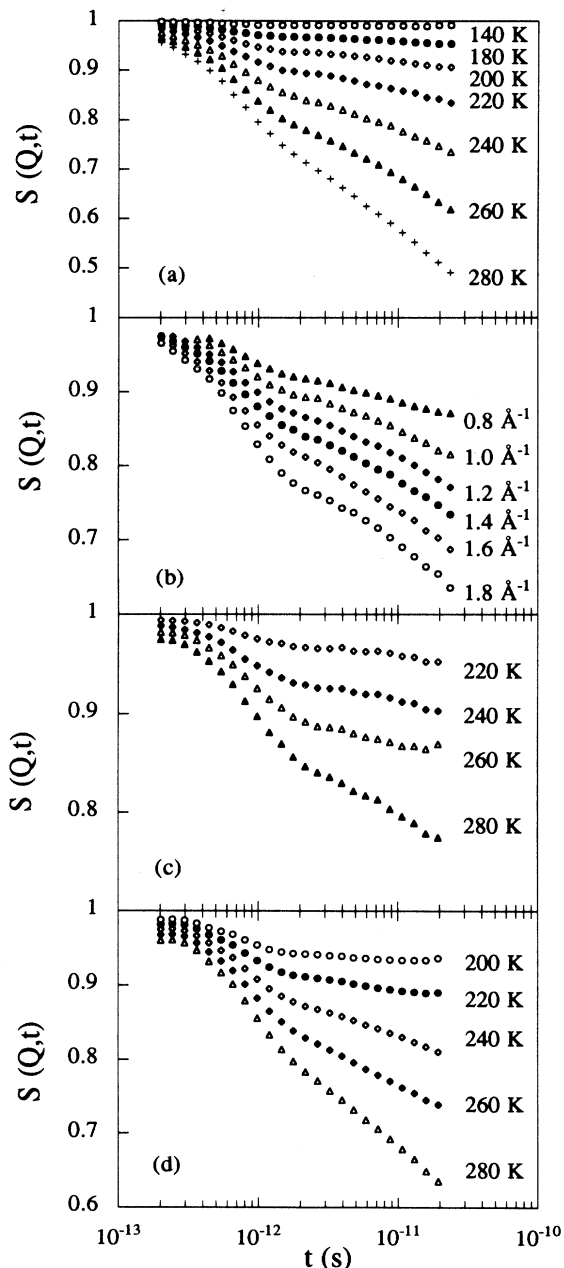 1
140 K
180 K
200 K
0.9
220 K
0.8
240 K
S (Q,t)
0.7
0.6
260 K
0.5
(a)
280 K
1
0.9
0.8 Å-1
S (Q,t)
1.0 Å-1
0.8
1.2 Å-1
1.4 Å-1
0.7
1.6 Å-1
(b)
1.8 Å-1
1
220 K
0.9
240 K
S (Q,t)
260 K
0.8
280 K
(c)
1
200 K
0.9
220 K
S (Q,t)
0.8
240 K
0.7
260 K
(d)
280 K
0.6
10-13
10-12
10-11
10-10
t (s)